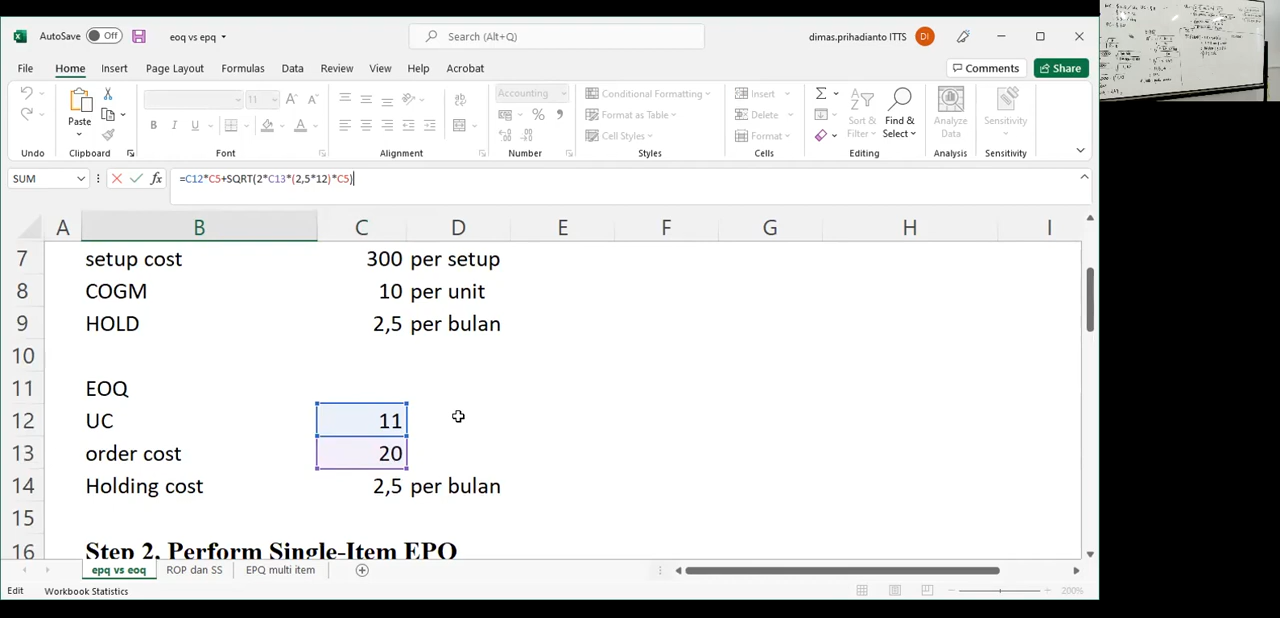 AutoSave Off epq vs epq Search (Alt+Q) dimas.prihadianto ITTS DI
File Home Insert Page Layout Formulas Data Review View Help Acrobat Comments Share
Accounting Conditional Formatting Insert
Paste 11 Format as Table Delete Sort & Find & Analyze Sensitivity
Cell Styles Format Filter Select Data
Undo Clipboard Font Alignment Number Styles Cells Editing Analysis Sensitivity
SUM =C12*C5+SQRT(2*C13*(2,5*12)*C5)
A B C D E F G H I
7 setup cost 300 per setup
8 COGM 10 per unit
9 HOLD 2,5 per bulan
10
11 EOQ
12 UC 11
13 order cost 20
14 Holding cost 2,5 per bulan
15
16 Step 2, Perform Single-Item EPQ
epq vs eoq ROP dan SS EPQ multi item
Edit Workbook Statistics 200%